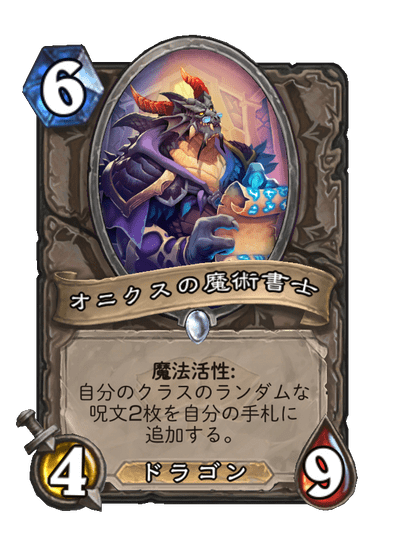 6
オニクスの魔術書士
魔法活性:
自分のクラスのランダムな
呪文2枚を自分の手札に
追加する。
4
ドラゴン
9